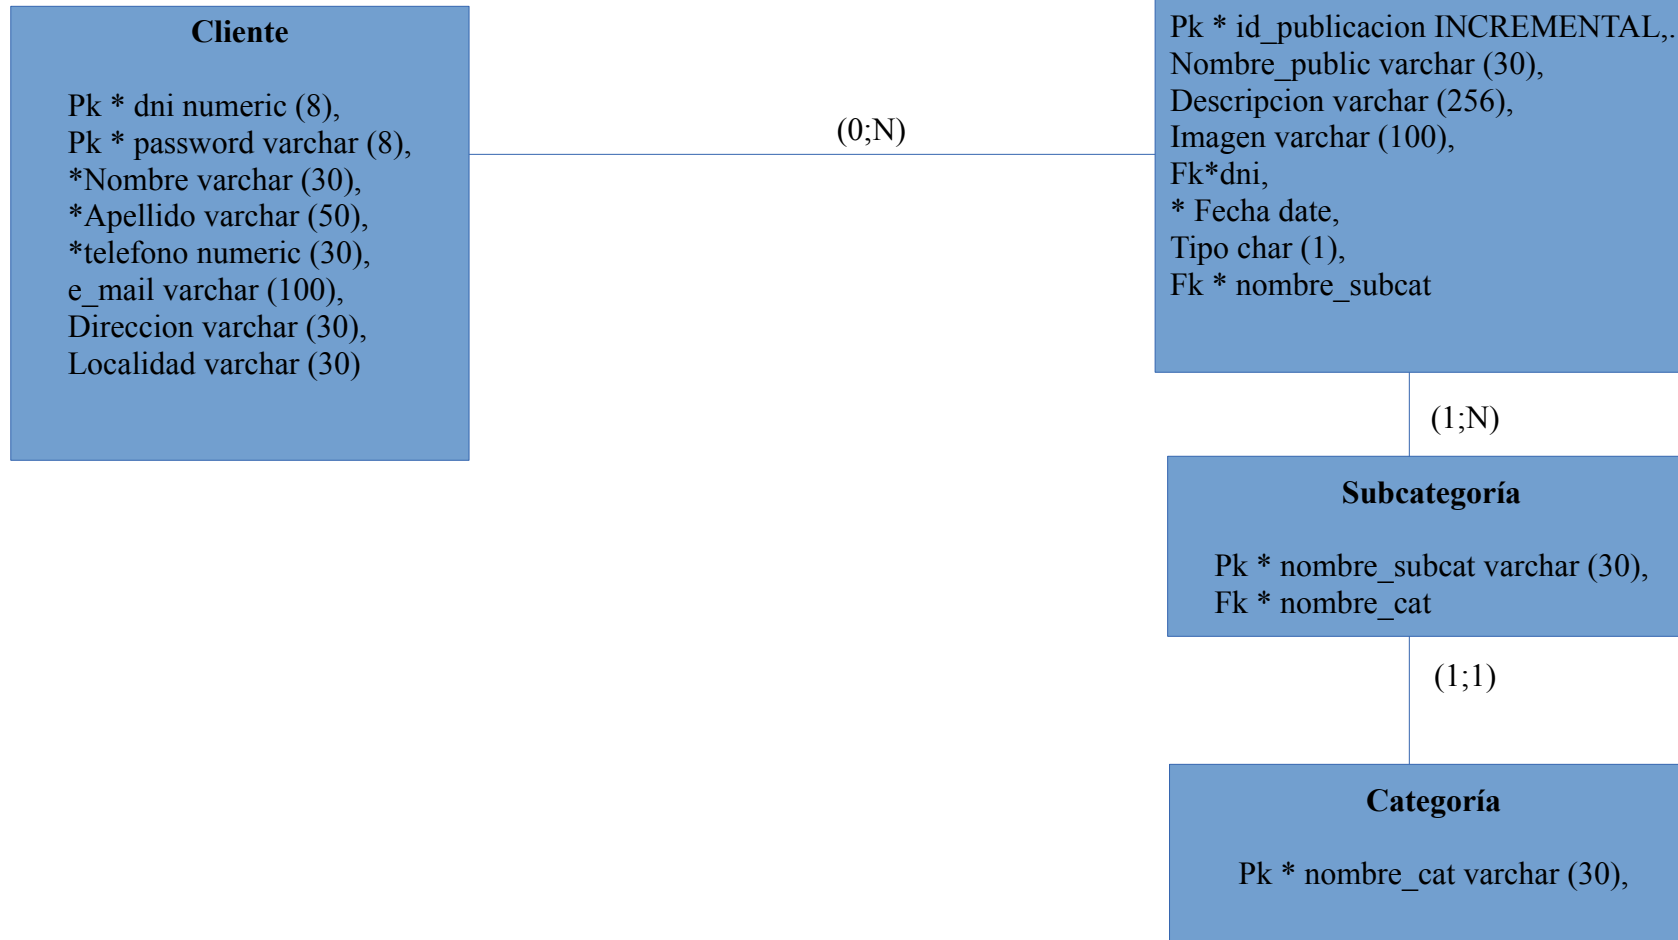 Cliente
Pk * dni numeric (8),
Pk * password varchar (8),
*Nombre varchar (30),
*Apellido varchar (50),
*telefono numeric (30),
e_mail varchar (100),
Direccion varchar (30),
Localidad varchar (30)
(0;N)
Pk * id_publicacion INCREMENTAL,.
Nombre_public varchar (30),
Descripcion varchar (256),
Imagen varchar (100),
Fk*dni,
* Fecha date,
Tipo char (1),
Fk * nombre_subcat
(1;N)
Subcategoría
Pk * nombre_subcat varchar (30),
Fk * nombre_cat
(1;1)
Categoría
Pk * nombre_cat varchar (30),